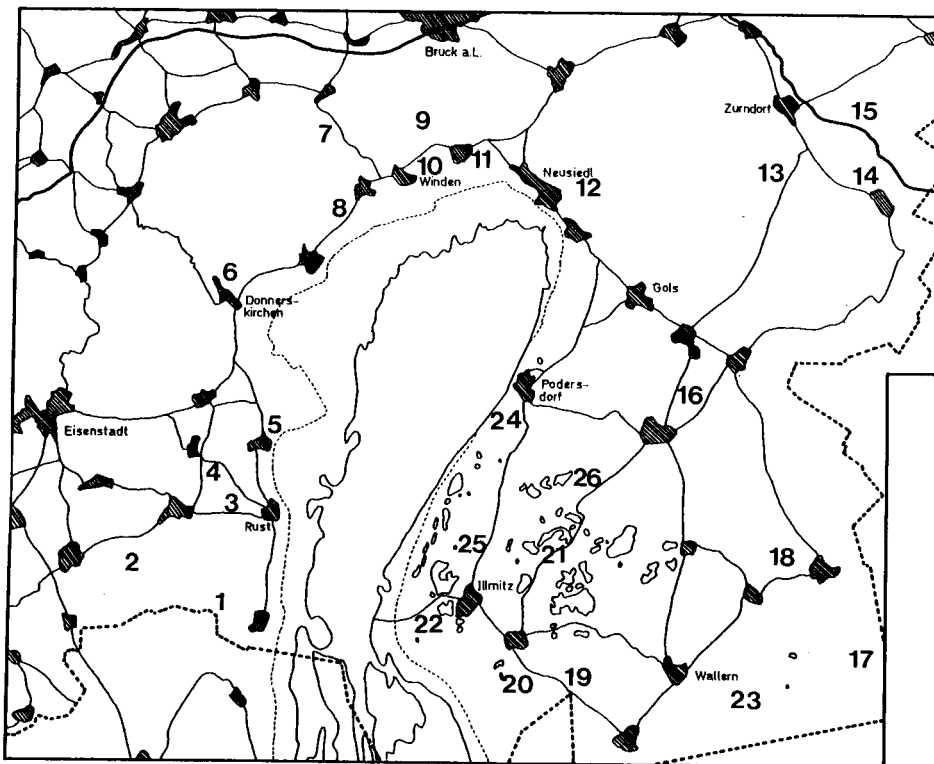 Bruck a.L.
Zurndorf
15
9
7
10
11
Winden
Neusiedl
12
13
14
8
6
Donners-
kirchen
Gols
Poders-
dorf
16
24
5
Eisenstadt
4
3
Rust
26
2
25
21
18
Illmitz
1
22
17
20
19
Wallern
23